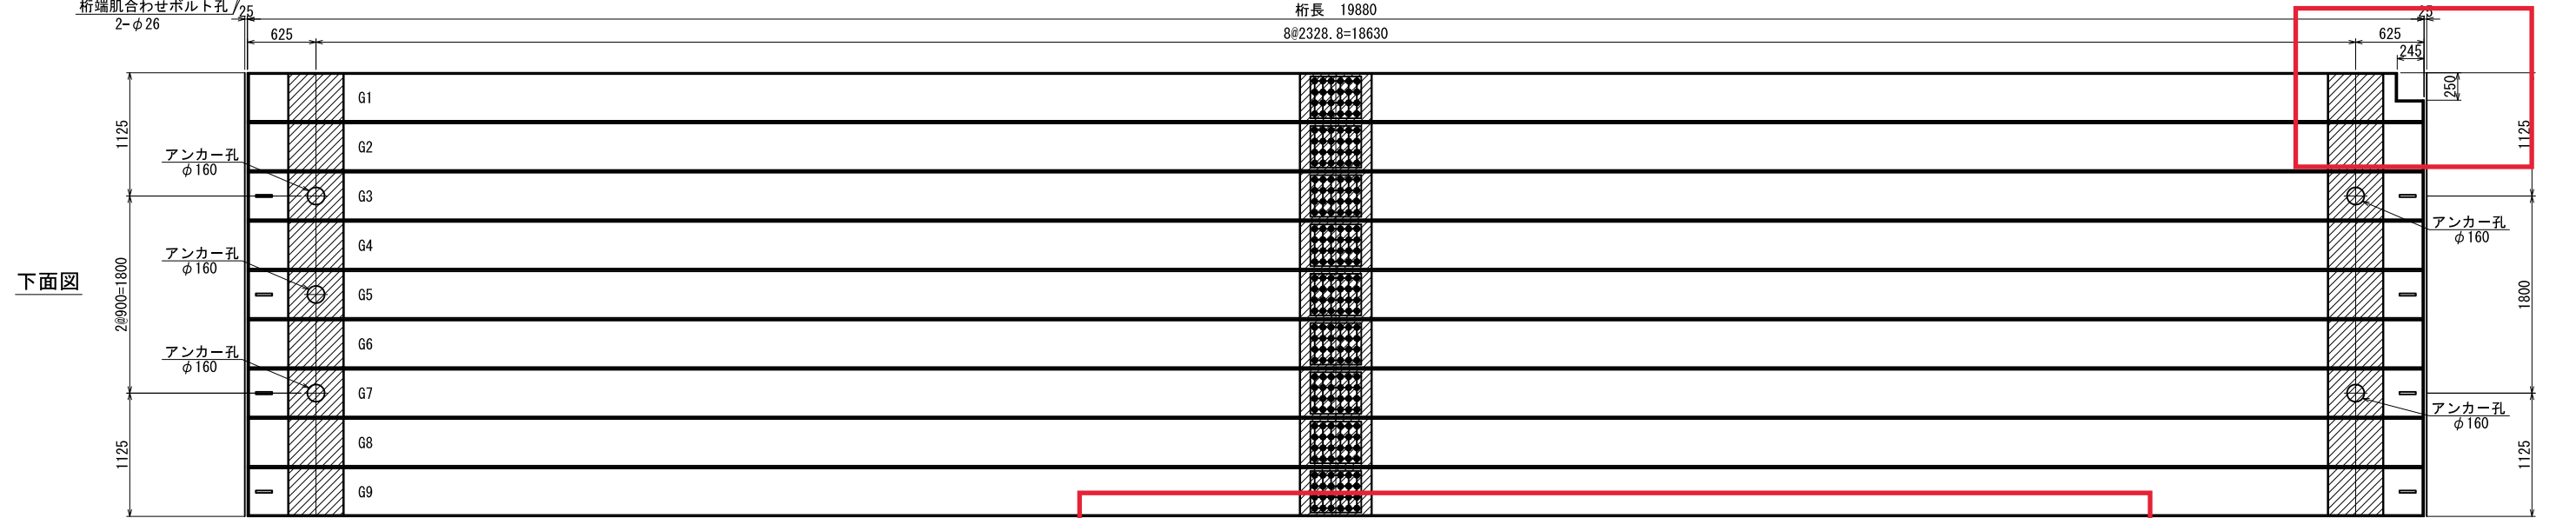 桁端肌合わせボルト孔
2-φ26
25
桁長 19880
25
625
8@2328.8=18630
625
245
250
1125
1125
G1
G2
アンカー孔
φ160
G3
アンカー孔
φ160
G4
アンカー孔
φ160
下面図
2@900=1800
G5
1800
G6
アンカー孔
φ160
G7
アンカー孔
φ160
G8
1125
1125
G9